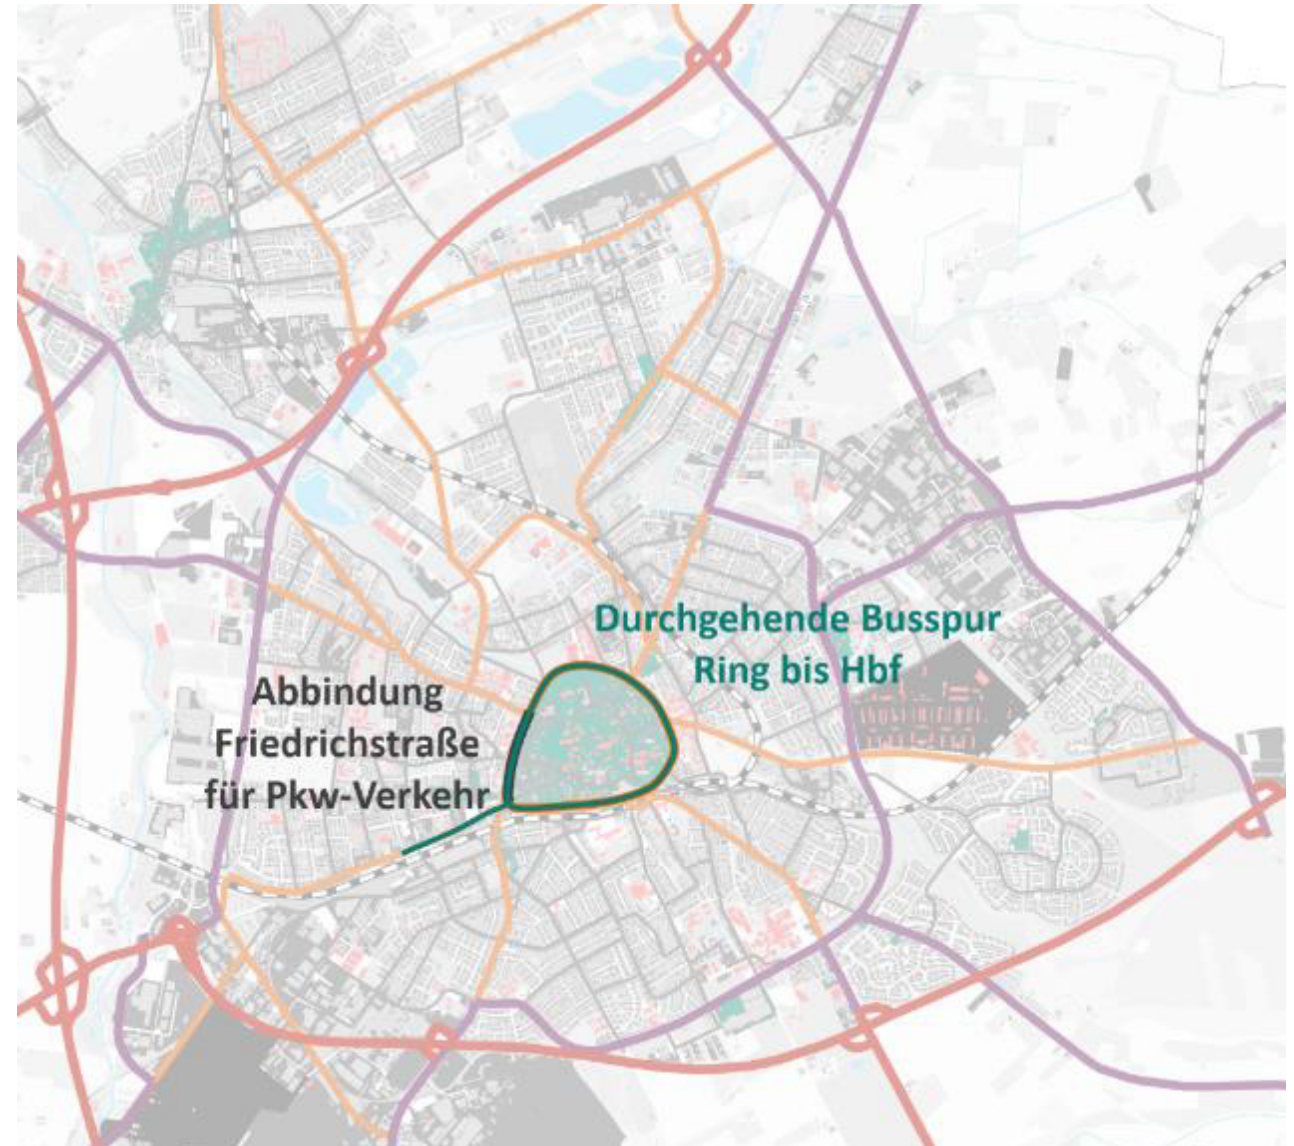 Durchgehende Busspur
Ring bis Hbf
Abbindung
Friedrichstraße
für Pkw-Verkehr